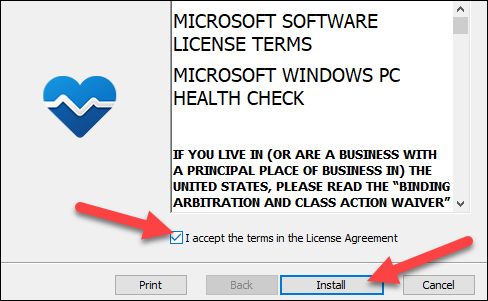 MICROSOFT SOFTWARE
LICENSE TERMS
MICROSOFT WINDOWS PC
HEALTH CHECK
IF YOU LIVE IN (OR ARE A BUSINESS WITH
A PRINCIPAL PLACE OF BUSINESS IN) THE
UNITED STATES, PLEASE READ THE “BINDING
ARBITRATION AND CLASS ACTION WAIVER”
I accept the terms in the License Agreement
Print Back Install Cancel